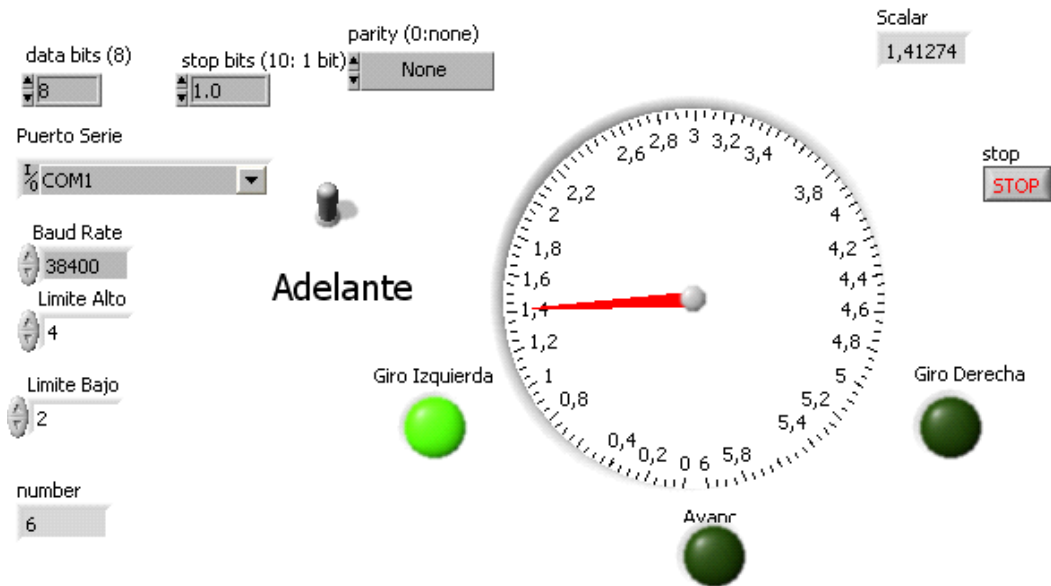 data bits (8)
8
stop bits (10: 1 bit)
1.0
parity (0:none)
None
Scalar
1,41274
Puerto Serie
COM1
stop
STOP
Baud Rate
38400
Limite Alto
4
Limite Bajo
2
number
6
Adelante
0
0,2
0,4
0,8
1
1,2
1,4
1,6
1,8
2
2,2
2,6
2,8
3
3,2
3,4
3,8
4
4,2
4,4
4,6
4,8
5
5,2
5,4
5,8
6
Giro Izquierda
Giro Derecha
Avanc